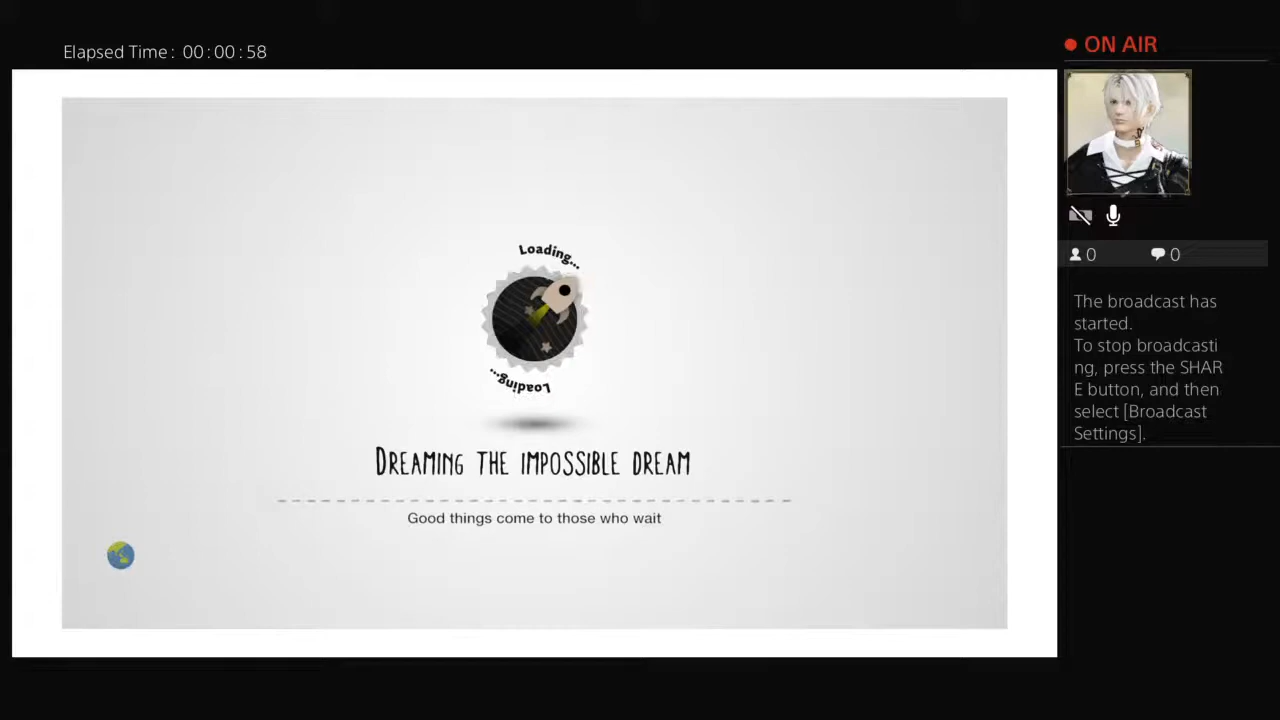 Elapsed Time: 00:00:58
ON AIR
0 0
Loading...
Loading...
DREAMING THE IMPOSSIBLE DREAM
Good things come to those who wait
The broadcast has
started.
To stop broadcasti
ng, press the SHAR
E button, and then
select [Broadcast
Settings].